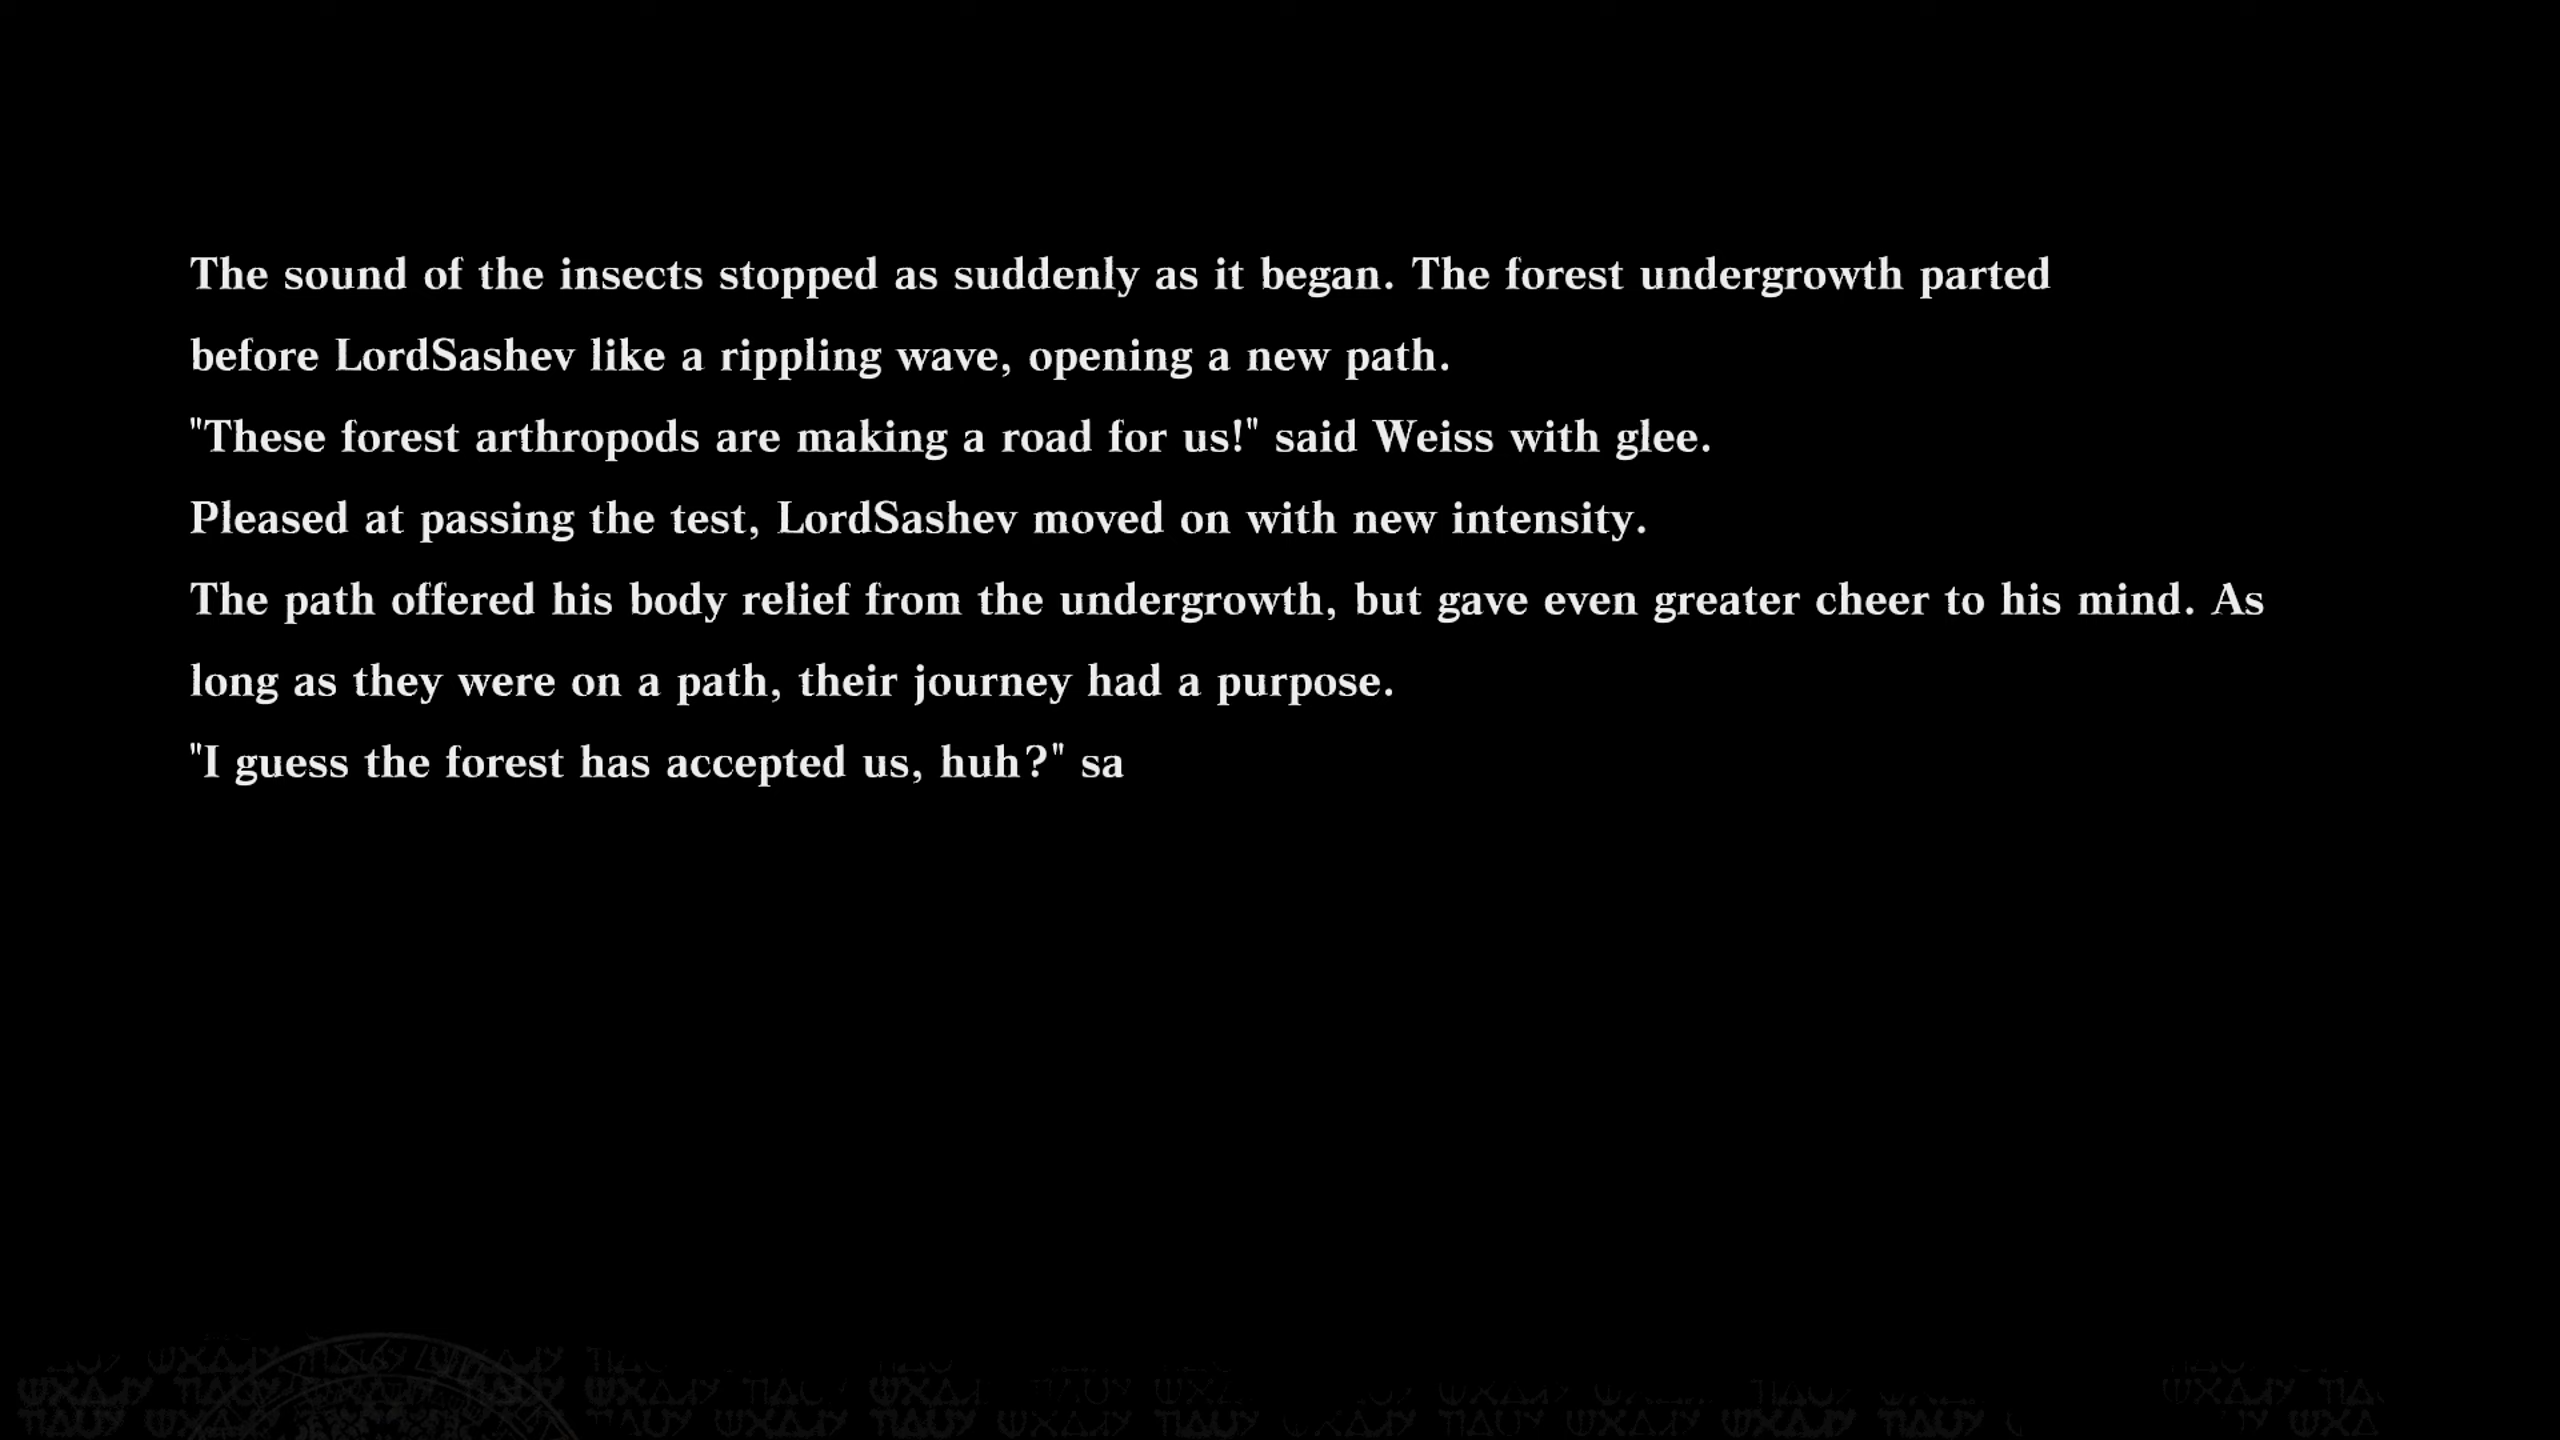 The sound of the insects stopped as suddenly as it began. The forest undergrowth parted
before LordSashev like a rippling wave, opening a new path.
"These forest arthropods are making a road for us!" said Weiss with glee.
Pleased at passing the test, LordSashev moved on with new intensity.
The path offered his body relief from the undergrowth, but gave even greater cheer to his mind. As
long as they were on a path, their journey had a purpose.
"I guess the forest has accepted us, huh?" sa